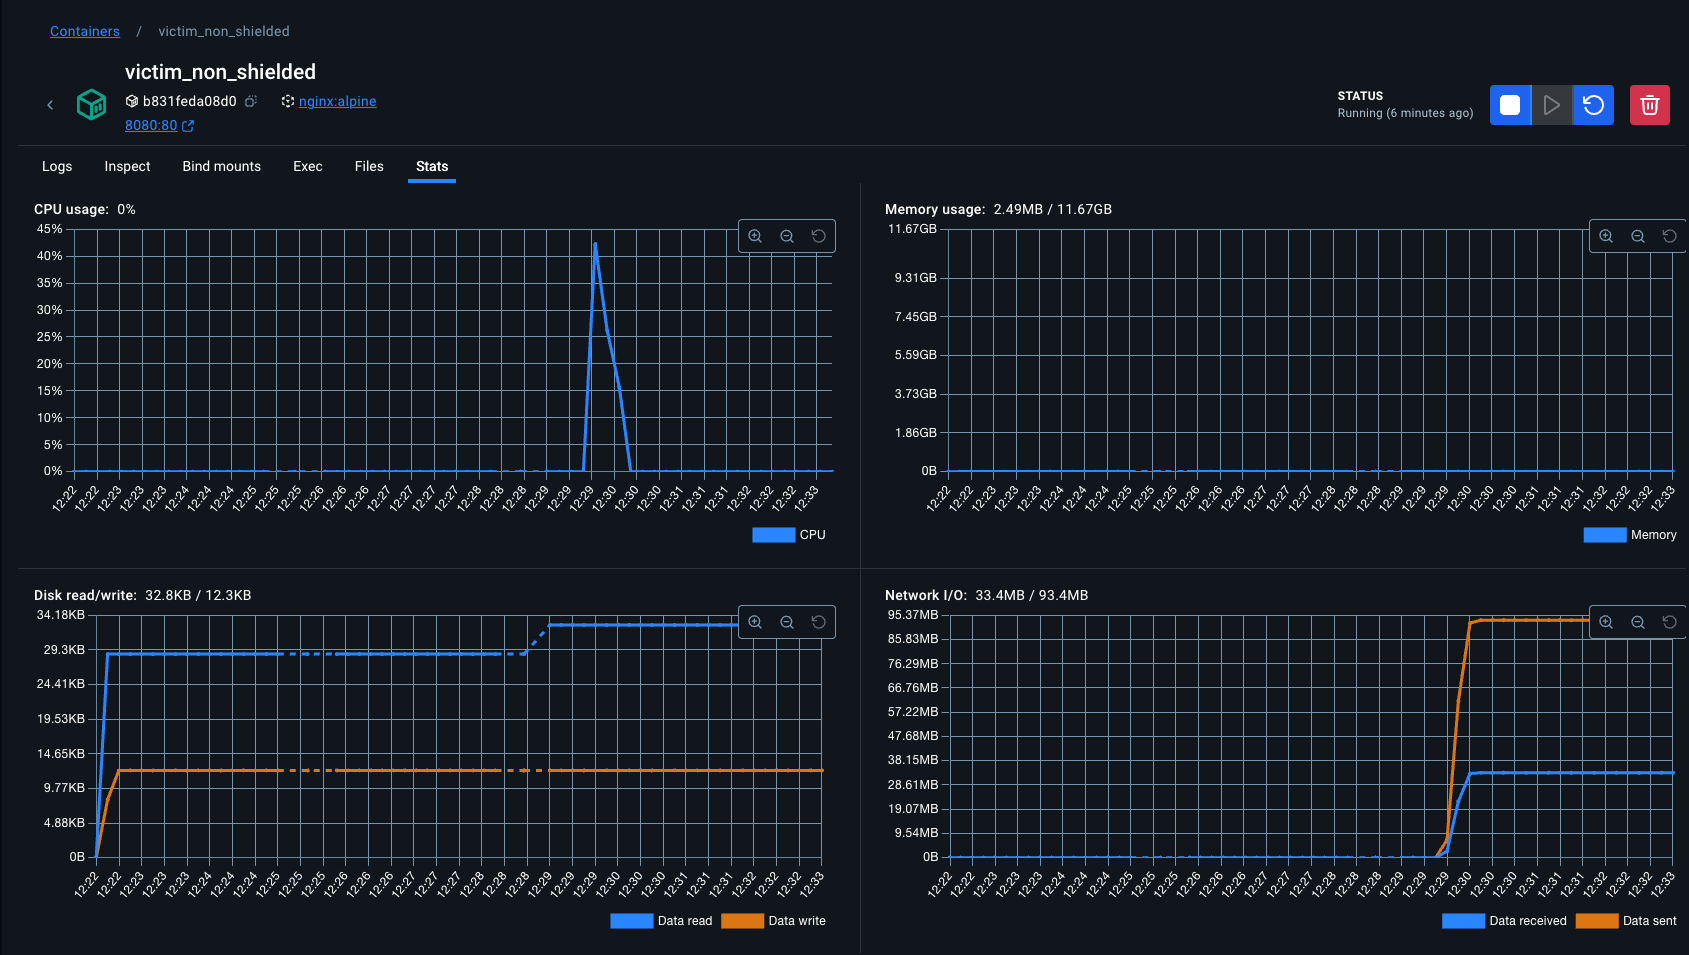 Containers / victim_non_shielded
victim_non_shielded
b831feda08d0 nginx:alpine
8080:80
STATUS
Running (6 minutes ago)
Logs Inspect Bind mounts Exec Files Stats
CPU usage: 0%
45%
40%
35%
30%
25%
20%
15%
10%
5%
0%
12:22 12:22 12:23 12:23 12:23 12:24 12:24 12:24 12:25 12:25 12:25 12:26 12:26 12:26 12:27 12:27 12:27 12:28 12:28 12:28 12:28 12:29 12:29 12:29 12:30 12:30 12:30 12:31 12:31 12:31 12:32 12:32 12:32 12:33
CPU
Memory usage: 2.49MB / 11.67GB
11.67GB
9.31GB
7.45GB
5.59GB
3.73GB
1.86GB
0B
12:22 12:22 12:23 12:23 12:23 12:24 12:24 12:24 12:25 12:25 12:25 12:26 12:26 12:26 12:27 12:27 12:27 12:28 12:28 12:28 12:29 12:29 12:29 12:30 12:30 12:30 12:31 12:31 12:31 12:32 12:32 12:32 12:33
Memory
Disk read/write: 32.8KB / 12.3KB
34.18KB
29.3KB
24.41KB
19.53KB
14.65KB
9.77KB
4.88KB
0B
12:22 12:22 12:23 12:23 12:23 12:24 12:24 12:24 12:25 12:25 12:25 12:26 12:26 12:26 12:27 12:27 12:27 12:28 12:28 12:28 12:29 12:29 12:29 12:30 12:30 12:30 12:31 12:31 12:31 12:32 12:32 12:32 12:33
Data read Data write
Network I/O: 33.4MB / 93.4MB
95.37MB
85.83MB
76.29MB
66.76MB
57.22MB
47.68MB
38.15MB
28.61MB
19.07MB
9.54MB
0B
12:22 12:22 12:23 12:23 12:23 12:24 12:24 12:24 12:25 12:25 12:25 12:26 12:26 12:26 12:27 12:27 12:27 12:28 12:28 12:28 12:29 12:29 12:29 12:30 12:30 12:30 12:31 12:31 12:31 12:32 12:32 12:32 12:33
Data received Data sent